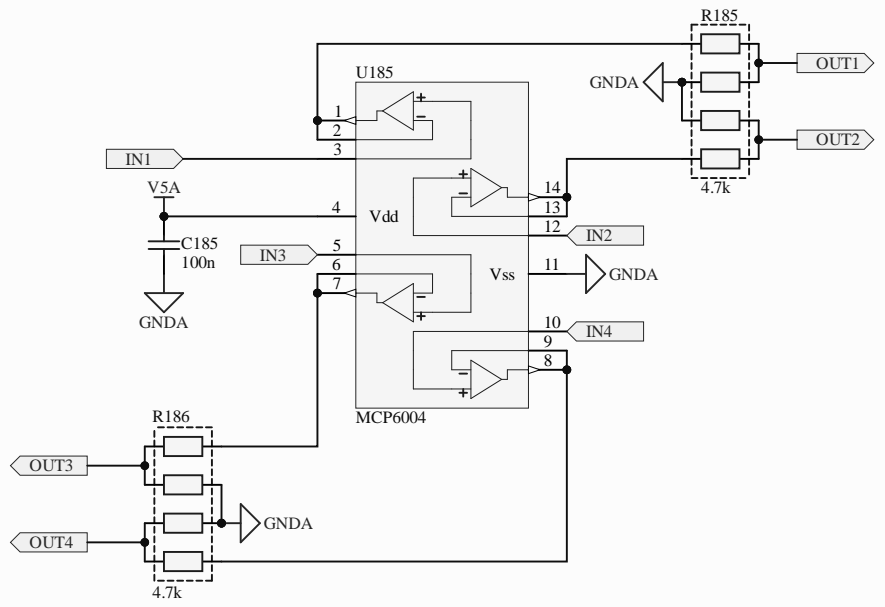 R185
OUT1
GNDA
OUT2
4.7k
U185
1
+
−
2
3
IN1
V5A
4
Vdd
C185
100n
GNDA
IN3
5
6
7
−
+
+
−
14
13
12
IN2
Vss
11
GNDA
10
IN4
9
8
−
+
MCP6004
R186
OUT3
GNDA
OUT4
4.7k